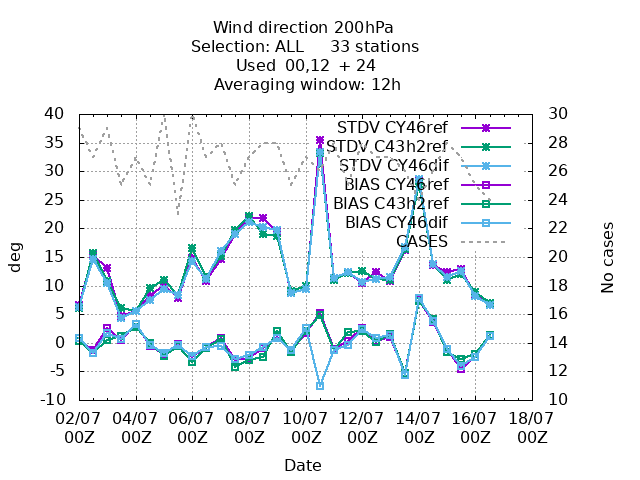 Wind direction 200hPa
Selection: ALL 33 stations
Used 00,12 + 24
Averaging window: 12h
40 30
STDV CY46ref
35 28
STDV C43h2ref
30 26
STDV CY46dif
BIAS CY46ref
25 24
BIAS C43h2ref
20 22
BIAS CY46dif
CASES
15 20
10 18
5 16
0 14
-5 12
-10 10
deg
No cases
02/07 04/07 06/07 08/07 10/07 12/07 14/07 16/07 18/07
00Z 00Z 00Z 00Z 00Z 00Z 00Z 00Z 00Z
Date